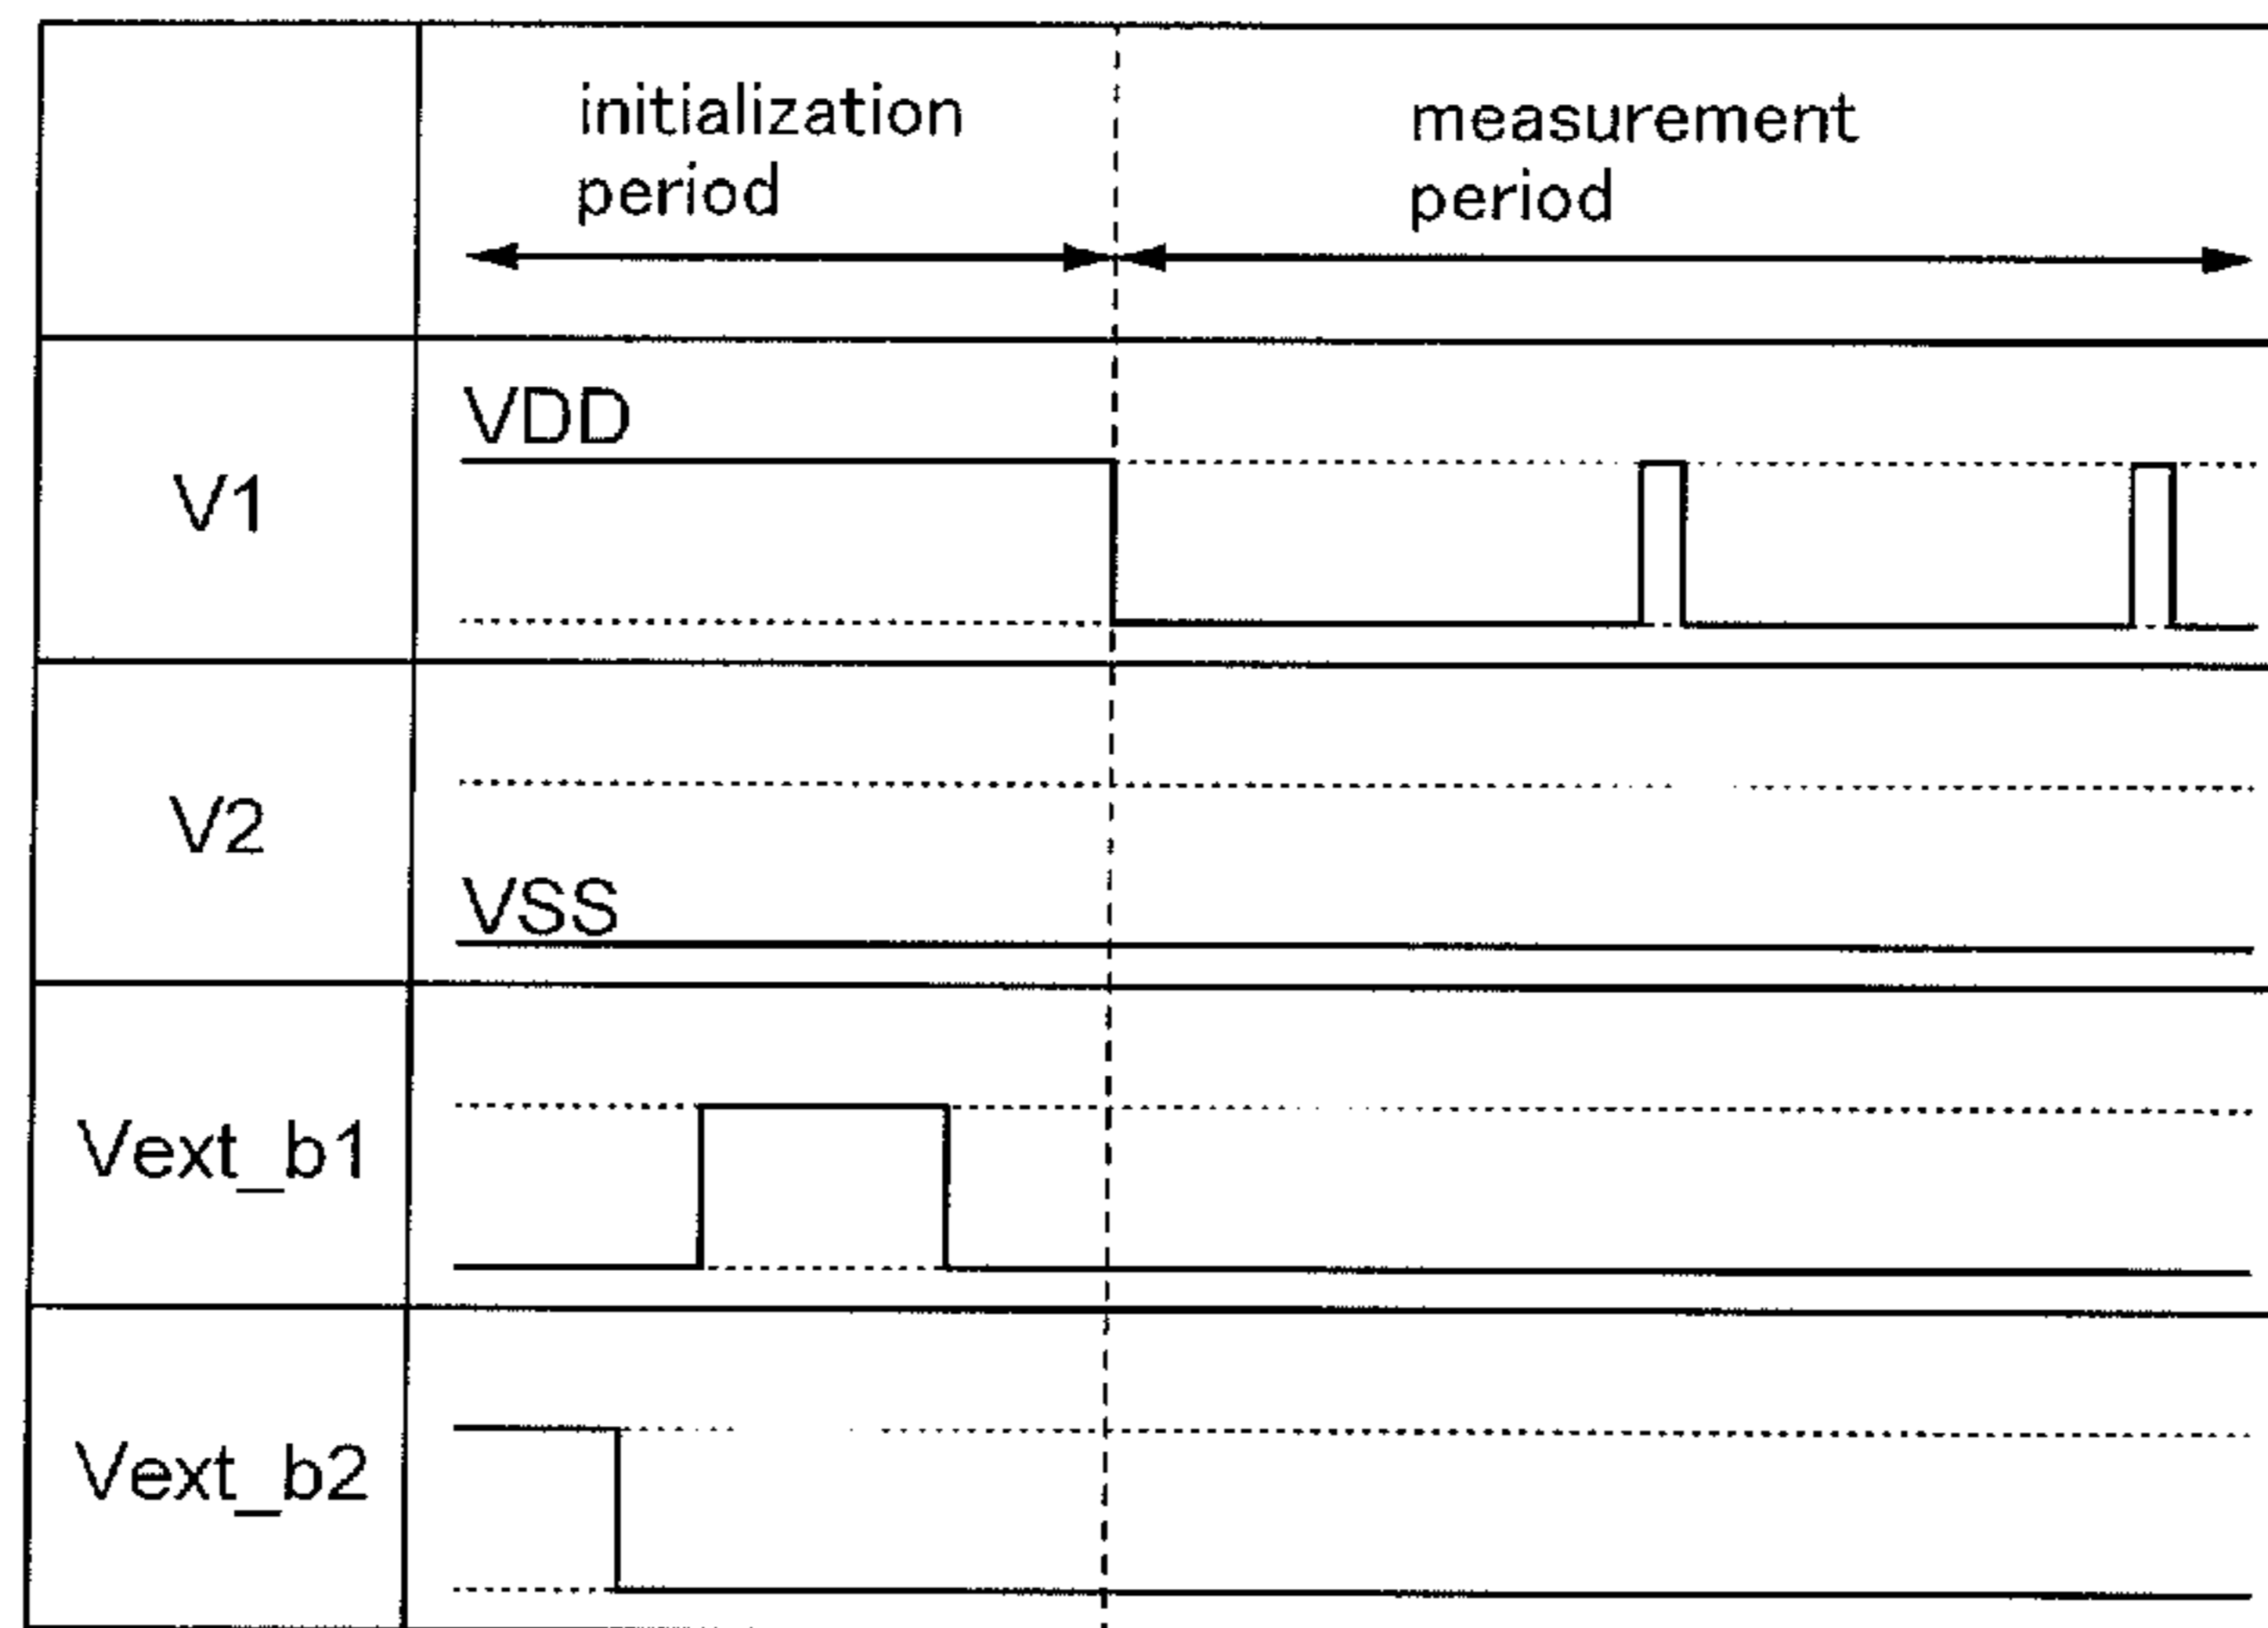 initialization
period
measurement
period
V1
VDD
V2
VSS
Vext_b1
Vext_b2